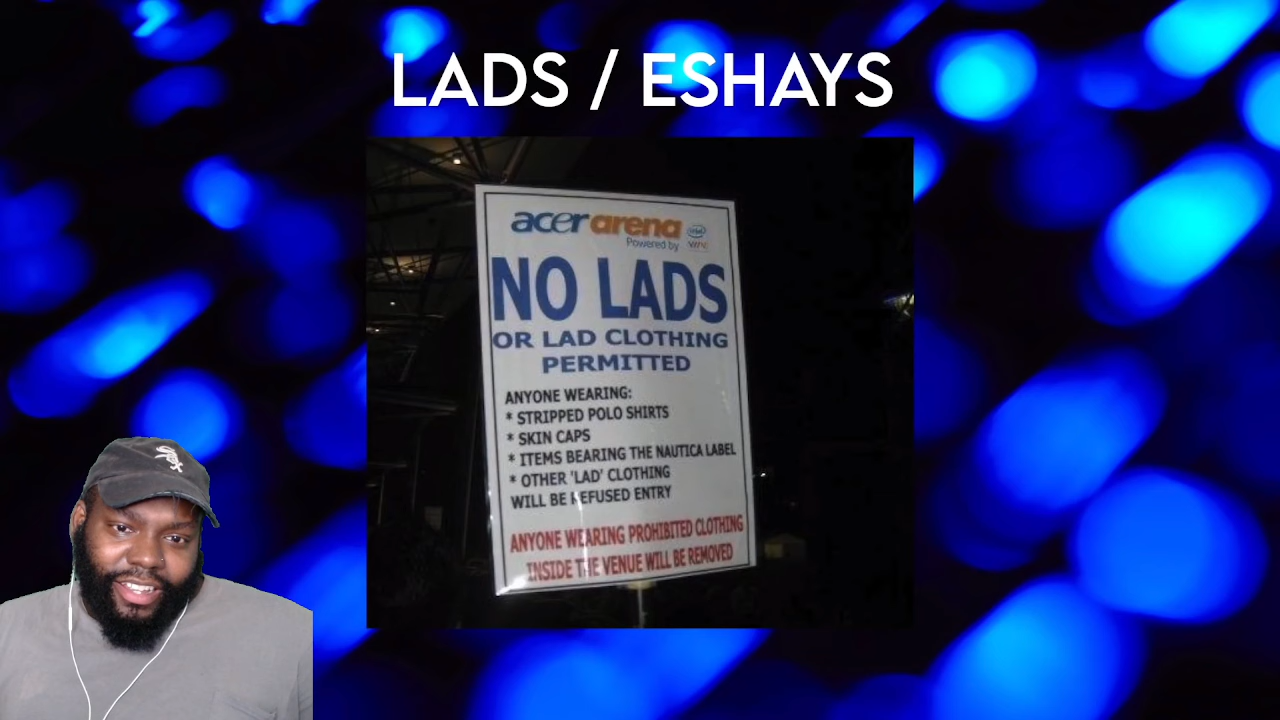 LADS / ESHAYS
acer arena
Powered by intel
NO LADS
OR LAD CLOTHING
PERMITTED
ANYONE WEARING:
* STRIPPED POLO SHIRTS
* SKIN CAPS
* ITEMS BEARING THE NAUTICA LABEL
* OTHER 'LAD' CLOTHING
WILL BE REFUSED ENTRY
ANYONE WEARING PROHIBITED CLOTHING
INSIDE THE VENUE WILL BE REMOVED
Sox